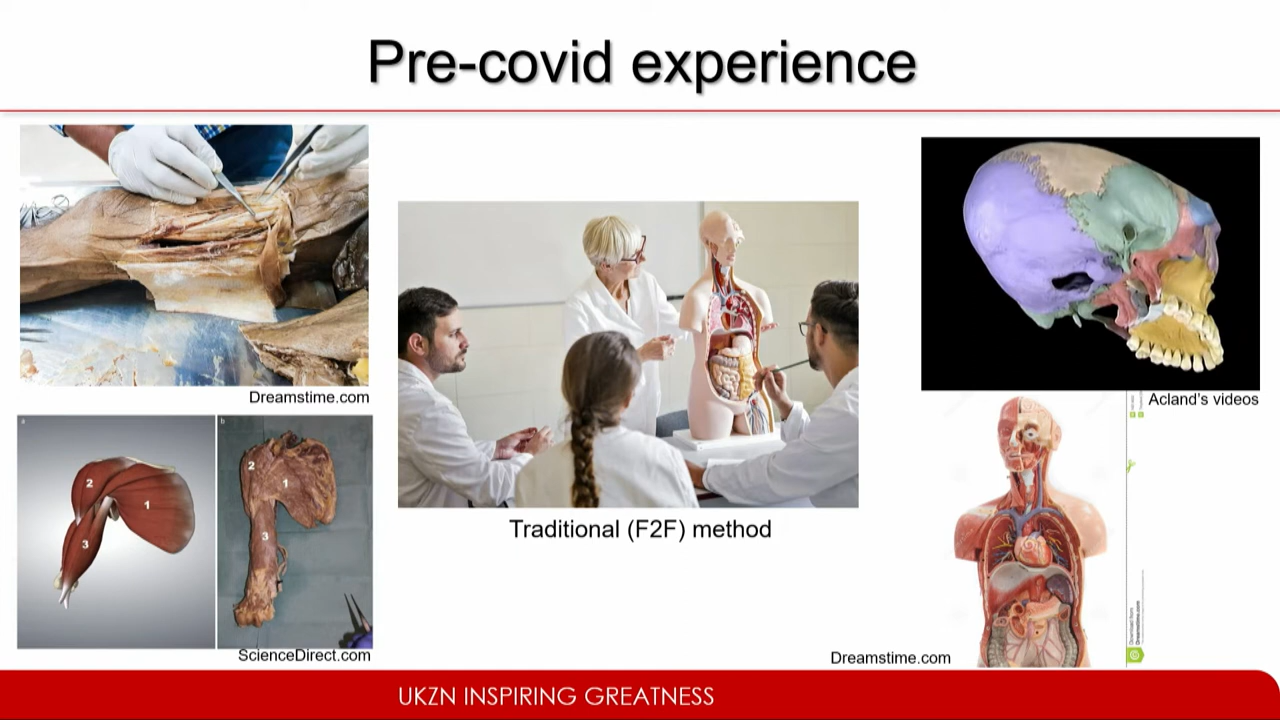 Pre-covid experience
Dreamstime.com
a
b
2
1
3
2
1
3
ScienceDirect.com
Traditional (F2F) method
Acland's videos
Dreamstime.com
UKZN INSPIRING GREATNESS